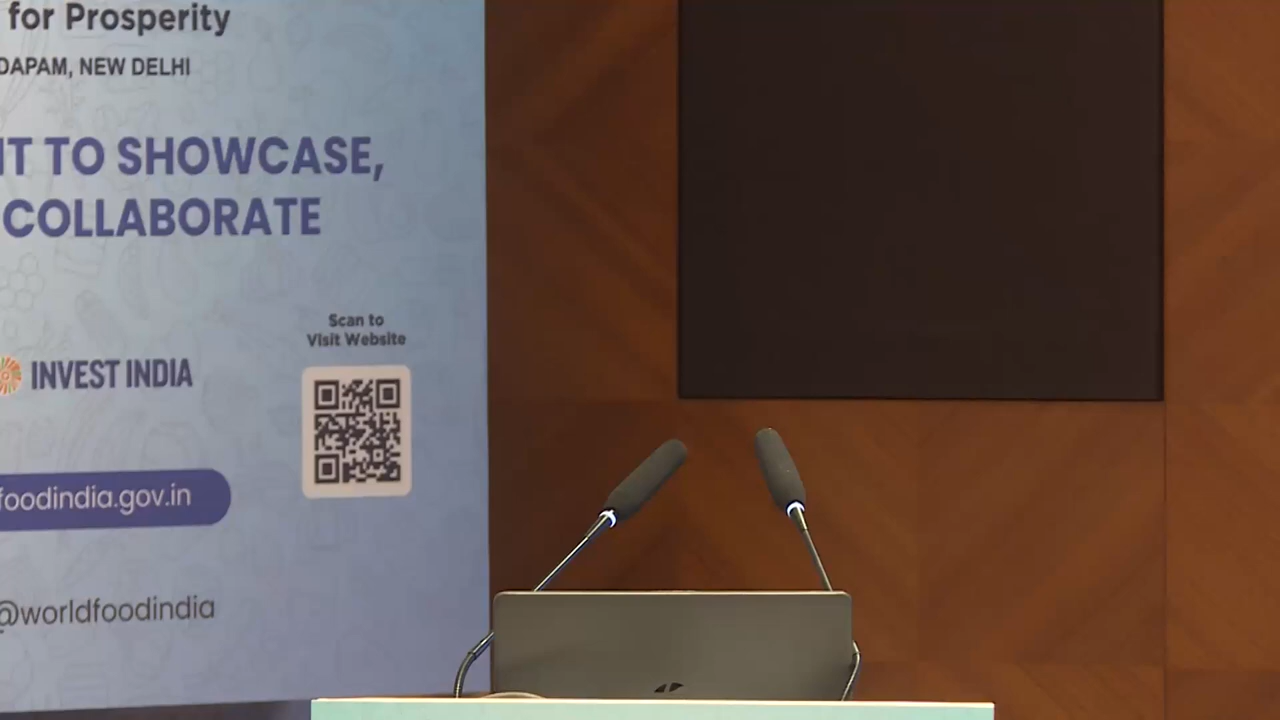 for Prosperity
DAPAM, NEW DELHI
IT TO SHOWCASE,
COLLABORATE
Scan to
Visit Website
INVEST INDIA
foodindia.gov.in
@worldfoodindia